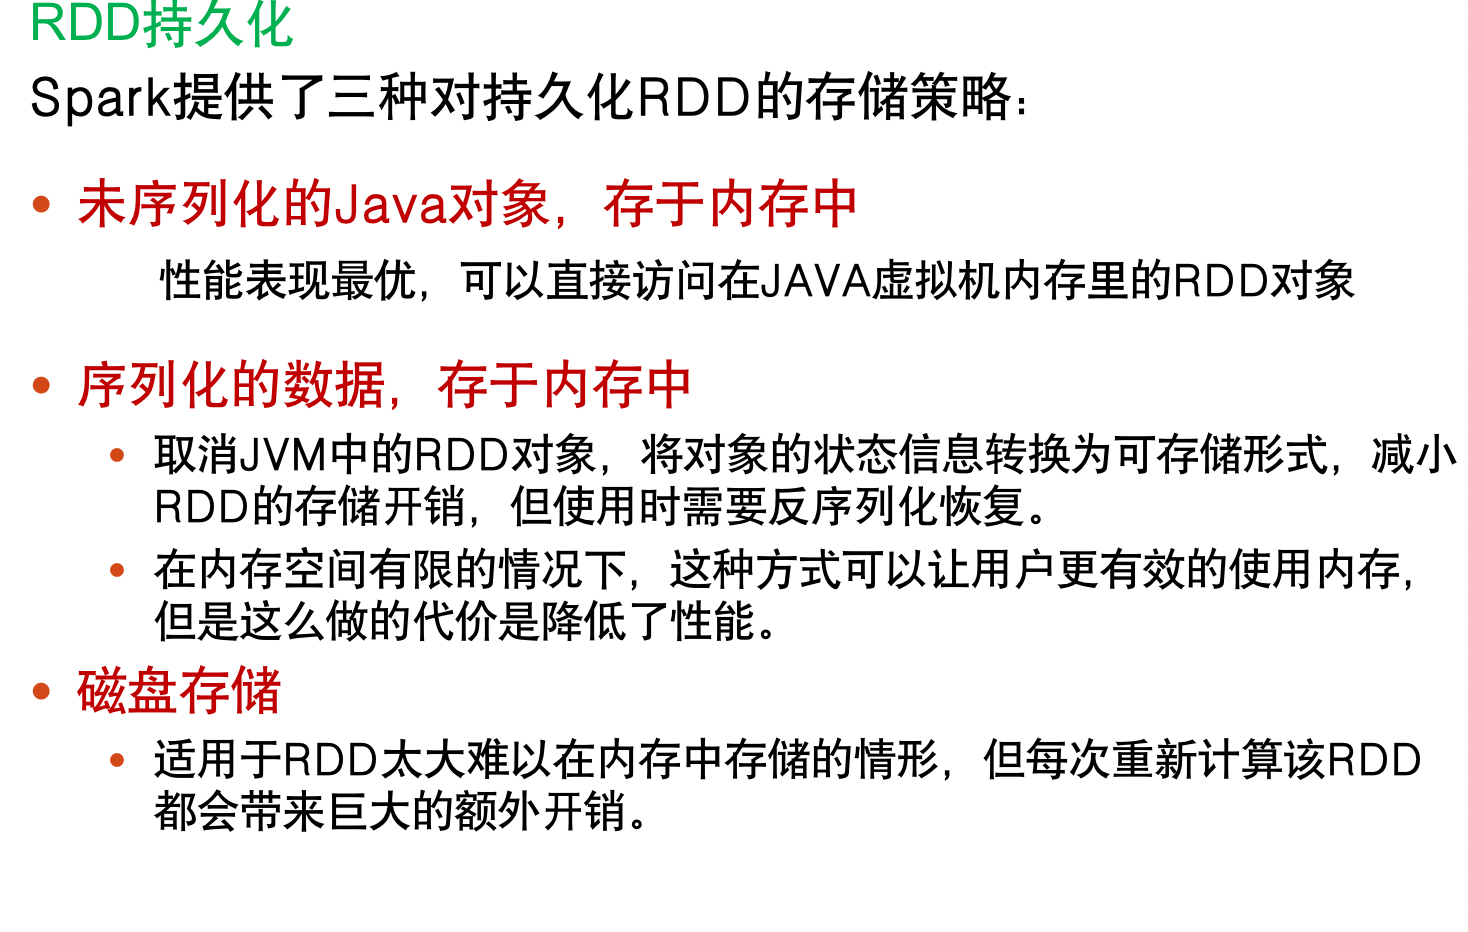 RDD持久化
Spark提供了三种对持久化RDD的存储策略：
• 未序列化的Java对象，存于内存中
性能表现最优，可以直接访问在JAVA虚拟机内存里的RDD对象
• 序列化的数据，存于内存中
• 取消JVM中的RDD对象，将对象的状态信息转换为可存储形式，减小
RDD的存储开销，但使用时需要反序列化恢复。
• 在内存空间有限的情况下，这种方式可以让用户更有效的使用内存，
但是这么做的代价是降低了性能。
• 磁盘存储
• 适用于RDD太大难以在内存中存储的情形，但每次重新计算该RDD
都会带来巨大的额外开销。